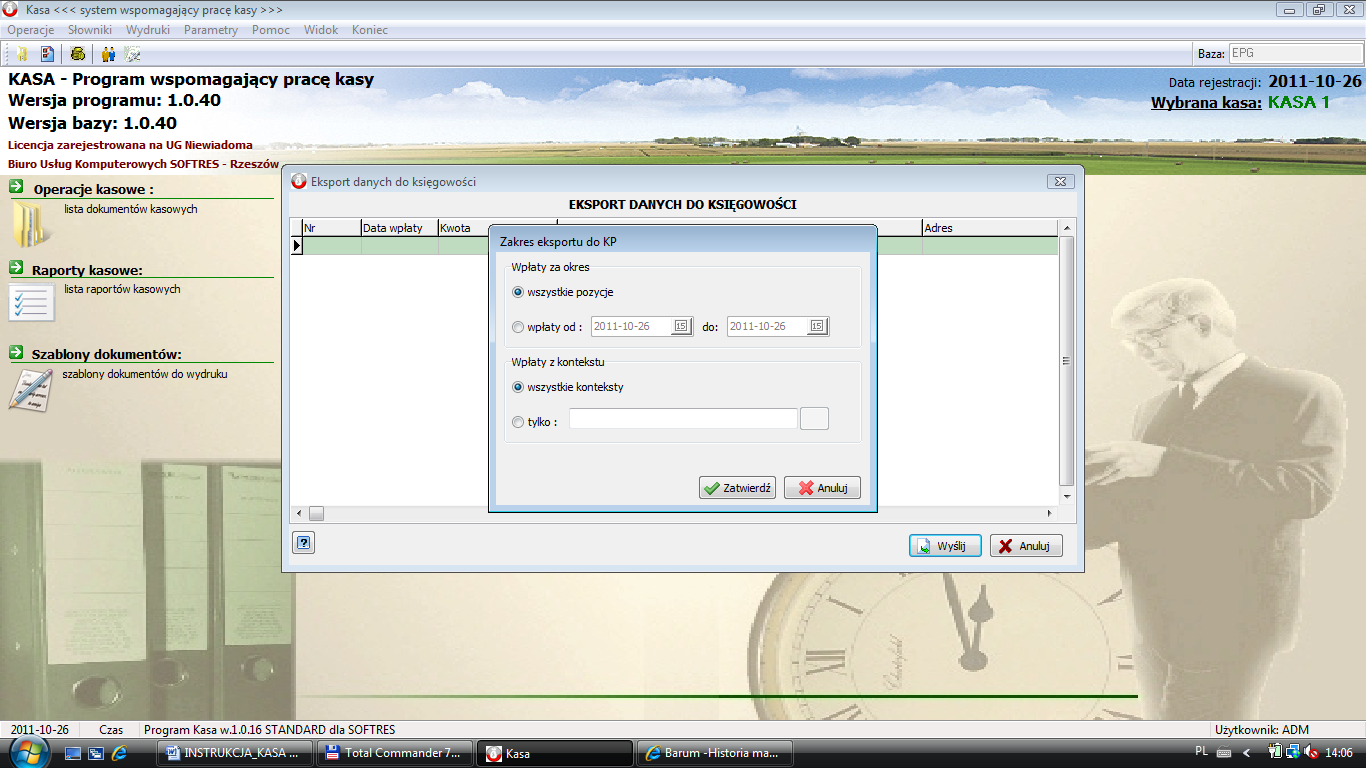 Kasa <<< system wspomagający pracę kasy >>>
Operacje Słowniki Wydruki Parametry Pomoc Widok Koniec
Baza: EPG
KASA - Program wspomagający pracę kasy
Wersja programu: 1.0.40
Wersja bazy: 1.0.40
Licencja zarejestrowana na UG Niewiadoma
Biuro Usług Komputerowych SOFTRES - Rzeszów
Data rejestracji: 2011-10-26
Wybrana kasa: KASA 1
Operacje kasowe :
lista dokumentów kasowych
Raporty kasowe:
lista raportów kasowych
Szablony dokumentów:
szablony dokumentów do wydruku
Eksport danych do księgowości
EKSPORT DANYCH DO KSIĘGOWOŚCI
Nr Data wpłaty Kwota Adres
Zakres eksportu do KP
Wpłaty za okres
wszystkie pozycje
wpłaty od : 2011-10-26 15 do: 2011-10-26 15
Wpłaty z kontekstu
wszystkie konteksty
tylko :
Zatwierdź Anuluj
? Wyślij Anuluj
2011-10-26 Czas Program Kasa w.1.0.16 STANDARD dla SOFTRES Użytkownik: ADM
INSTRUKCJA_KASA ... Total Commander 7... Kasa Barum -Historia ma... PL 14:06